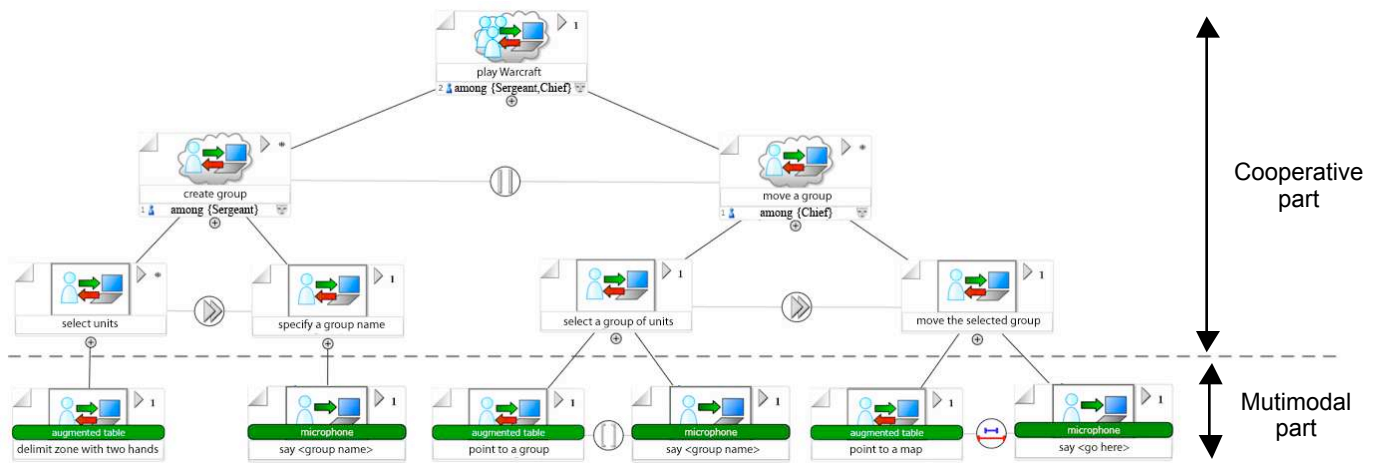 1
play Warcraft
2 among {Sergeant,Chief}
Cooperative
part
*
create group
1 among {Sergeant}
*
move a group
1 among {Chief}
*
select units
1
specify a group name
1
select a group of units
1
move the selected group
1
augmented table
delimit zone with two hands
1
microphone
say <group name>
1
augmented table
point to a group
1
microphone
say <group name>
1
augmented table
point to a map
1
microphone
say <go here>
Mutimodal
part